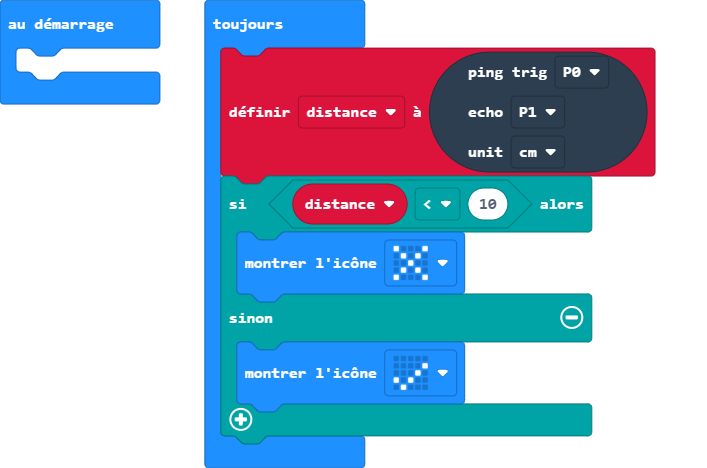 au démarrage
toujours
définir distance à ping trig P0
echo P1
unit cm
si distance < 10 alors
montrer l'icône
sinon
montrer l'icône